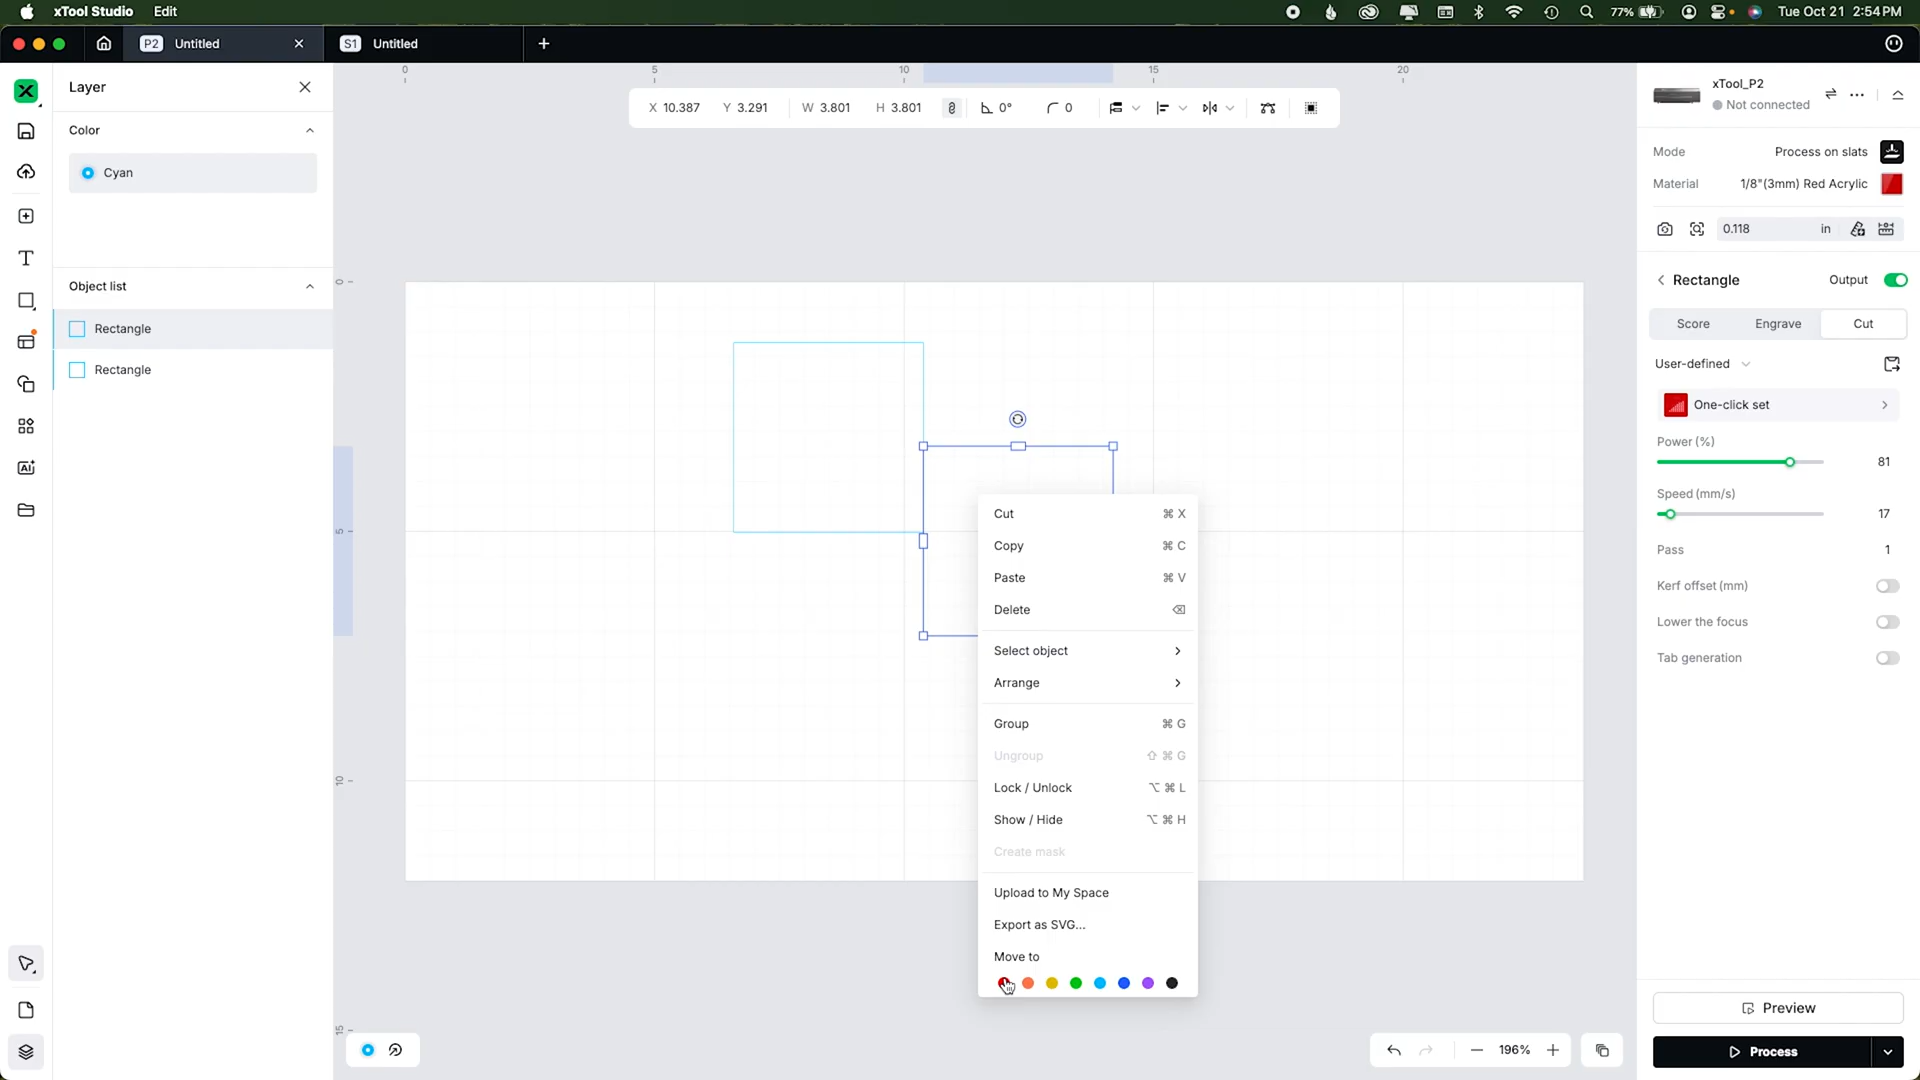 xTool Studio Edit 77% Tue Oct 21 2:54 PM
P2 Untitled S1 Untitled
Layer
Color
Cyan
Object list
Rectangle
Rectangle
X 10.387 Y 3.291 W 3.801 H 3.801 0° 0
0 5 10 15 20
0
5
10
15
Cut ⌘ X
Copy ⌘ C
Paste ⌘ V
Delete
Select object
Arrange
Group ⌘ G
Ungroup ⇧ ⌘ G
Lock / Unlock ⌥ ⌘ L
Show / Hide ⌥ ⌘ H
Create mask
Upload to My Space
Export as SVG...
Move to
196%
xTool_P2
Not connected
Mode Process on slats
Material 1/8"(3mm) Red Acrylic
0.118 in
Rectangle Output
Score Engrave Cut
User-defined
One-click set
Power (%)
81
Speed (mm/s)
17
Pass 1
Kerf offset (mm)
Lower the focus
Tab generation
Preview
Process
AI